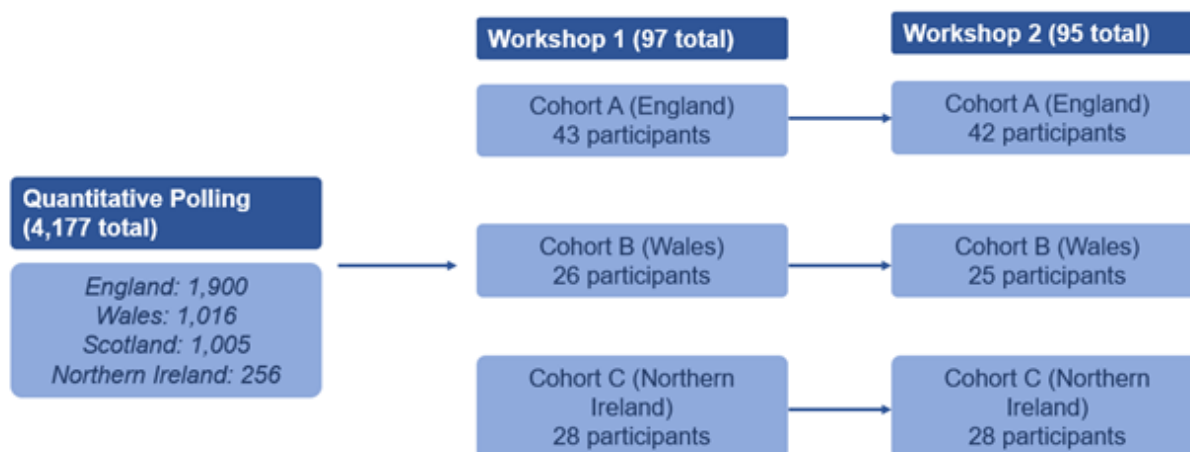 Quantitative Polling
(4,177 total)
England: 1,900
Wales: 1,016
Scotland: 1,005
Northern Ireland: 256
Workshop 1 (97 total)
Cohort A (England)
43 participants
Cohort B (Wales)
26 participants
Cohort C (Northern
Ireland)
28 participants
Workshop 2 (95 total)
Cohort A (England)
42 participants
Cohort B (Wales)
25 participants
Cohort C (Northern
Ireland)
28 participants